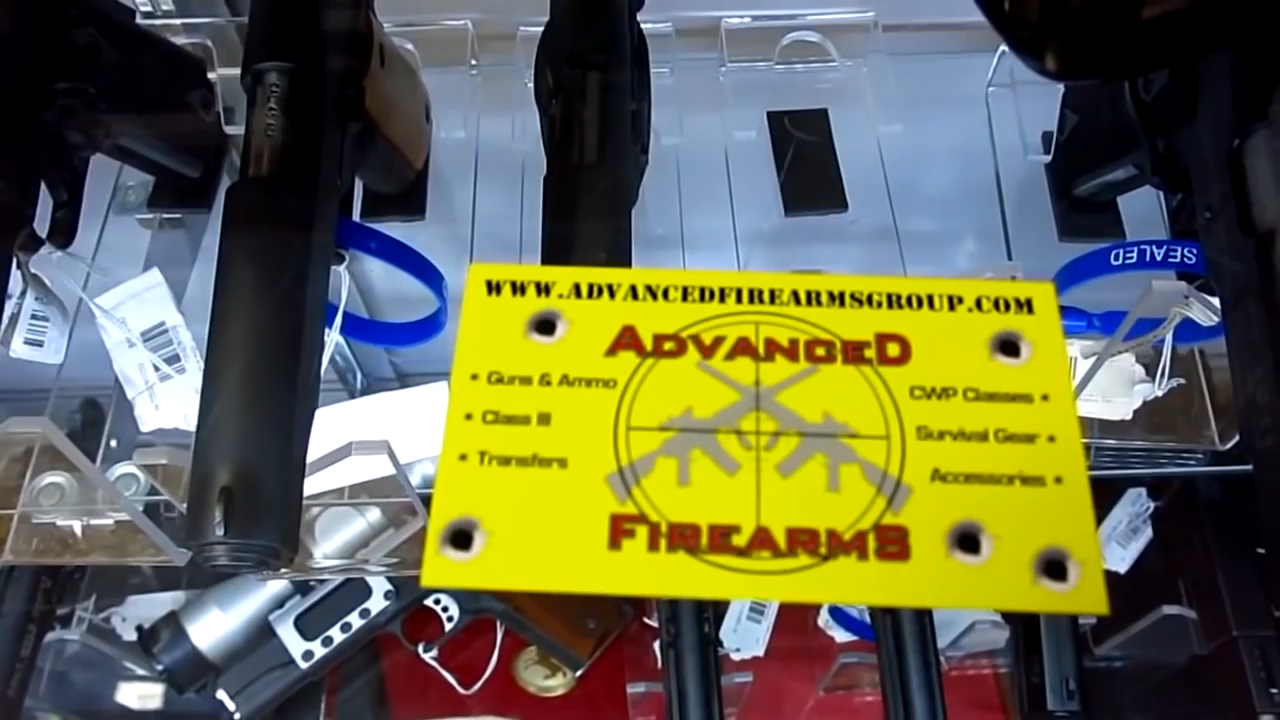 WWW.ADVANCEDFIREARMSGROUP.COM
ADVANCED
• Guns & Ammo
• Class III
• Transfers
CWP Classes •
Survival Gear •
Accessories •
FIREARMS
SEALED